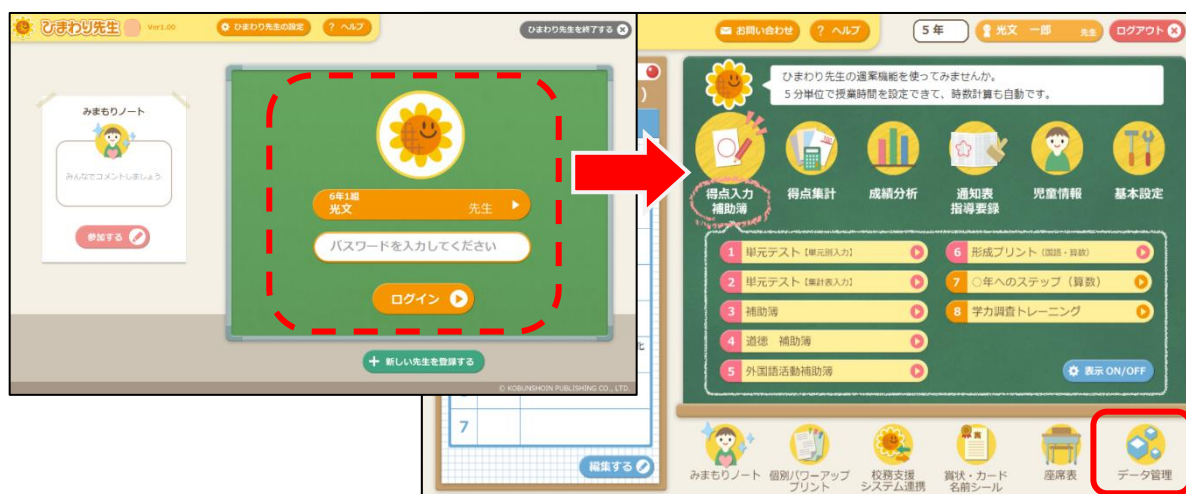 ひまわり先生 Ver1.00
ひまわり先生の設定
? ヘルプ
ひまわり先生を終了する
みまもりノート
みんなでコメントしましょう。
参加する
6年1組
光文 先生
パスワードを入力してください
ログイン
新しい先生を登録する
© KOBUNSHOIN PUBLISHING CO., LTD.
お問い合わせ
? ヘルプ
5年
光文 一郎 先生
ログアウト
ひまわり先生の週案機能を使ってみませんか。
5分単位で授業時間を設定できて、時数計算も自動です。
得点入力
補助簿
得点集計
成績分析
通知表
指導要録
児童情報
基本設定
1 単元テスト【単元別入力】
2 単元テスト【集計表入力】
3 補助簿
4 道徳 補助簿
5 外国語活動補助簿
6 形成プリント(国語・算数)
7 ○年へのステップ(算数)
8 学力調査トレーニング
表示 ON/OFF
化
7
編集する
みまもりノート
個別パワーアップ
プリント
校務支援
システム連携
賞状・カード
名前シール
座席表
データ管理